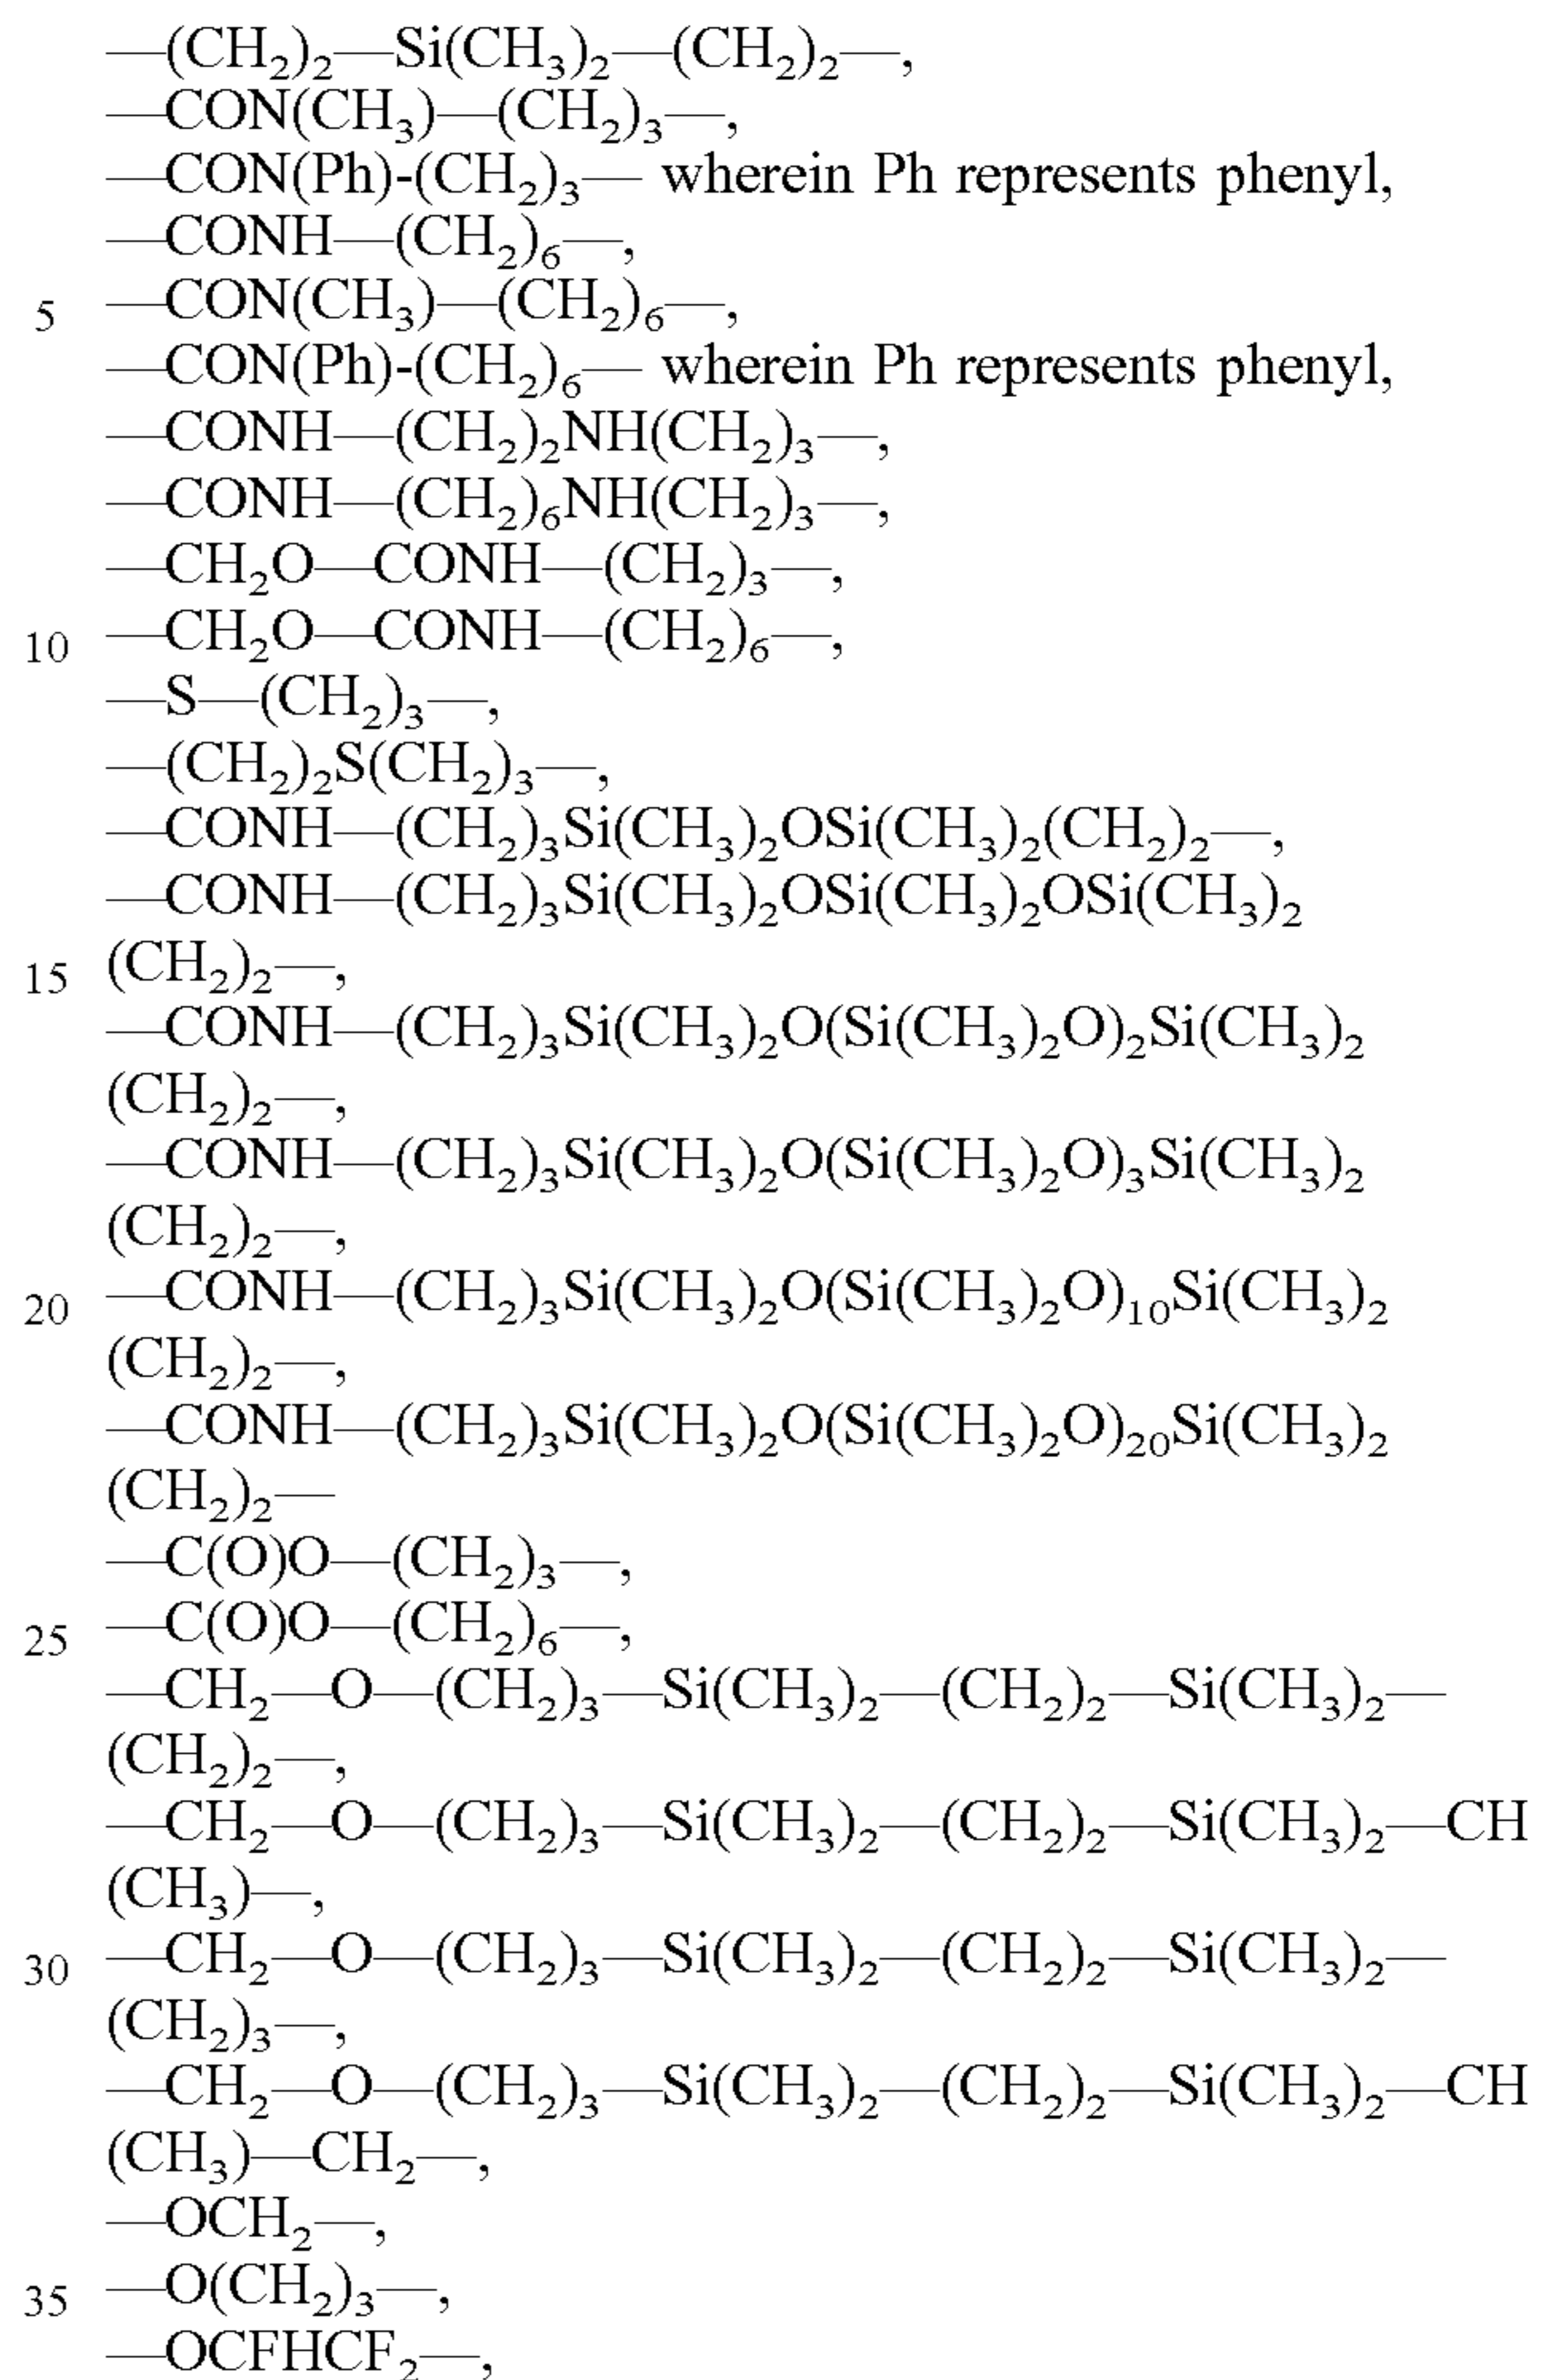 —(CH₂)₂—Si(CH₃)₂—(CH₂)₂—,
—CON(CH₃)—(CH₂)₃—,
—CON(Ph)-(CH₂)₃— wherein Ph represents phenyl,
—CONH—(CH₂)₆—,
5 —CON(CH₃)—(CH₂)₆—,
—CON(Ph)-(CH₂)₆— wherein Ph represents phenyl,
—CONH—(CH₂)₂NH(CH₂)₃—,
—CONH—(CH₂)₆NH(CH₂)₃—,
—CH₂O—CONH—(CH₂)₃—,
10 —CH₂O—CONH—(CH₂)₆—,
—S—(CH₂)₃—,
—(CH₂)₂S(CH₂)₃—,
—CONH—(CH₂)₃Si(CH₃)₂OSi(CH₃)₂(CH₂)₂—,
—CONH—(CH₂)₃Si(CH₃)₂OSi(CH₃)₂OSi(CH₃)₂
15 (CH₂)₂—,
—CONH—(CH₂)₃Si(CH₃)₂O(Si(CH₃)₂O)₂Si(CH₃)₂
(CH₂)₂—,
—CONH—(CH₂)₃Si(CH₃)₂O(Si(CH₃)₂O)₃Si(CH₃)₂
(CH₂)₂—,
20 —CONH—(CH₂)₃Si(CH₃)₂O(Si(CH₃)₂O)₁₀Si(CH₃)₂
(CH₂)₂—,
—CONH—(CH₂)₃Si(CH₃)₂O(Si(CH₃)₂O)₂₀Si(CH₃)₂
(CH₂)₂—
—C(O)O—(CH₂)₃—,
25 —C(O)O—(CH₂)₆—,
—CH₂—O—(CH₂)₃—Si(CH₃)₂—(CH₂)₂—Si(CH₃)₂—
(CH₂)₂—,
—CH₂—O—(CH₂)₃—Si(CH₃)₂—(CH₂)₂—Si(CH₃)₂—CH
(CH₃)—,
30 —CH₂—O—(CH₂)₃—Si(CH₃)₂—(CH₂)₂—Si(CH₃)₂—
(CH₂)₃—,
—CH₂—O—(CH₂)₃—Si(CH₃)₂—(CH₂)₂—Si(CH₃)₂—CH
(CH₃)—CH₂—,
—OCH₂—,
35 —O(CH₂)₃—,
—OCFHCF₂—,